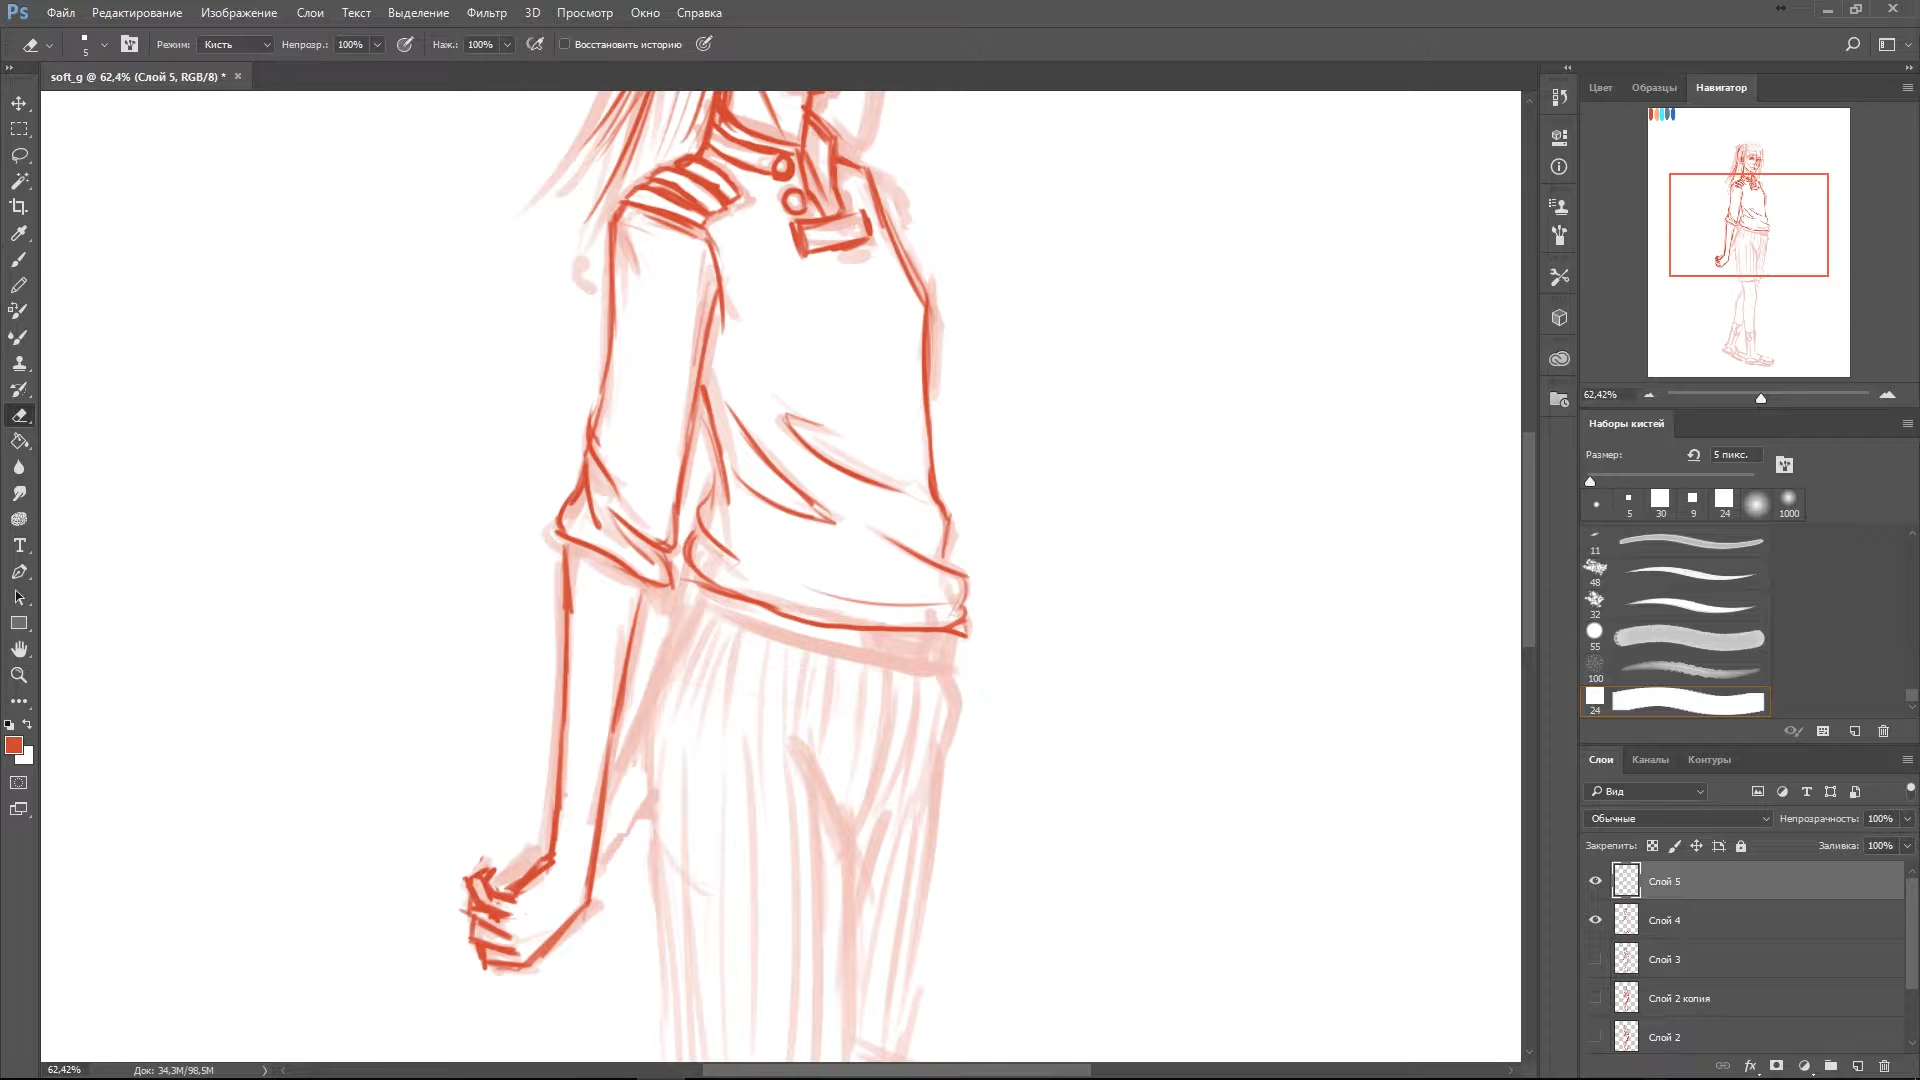 Ps Файл Редактирование Изображение Слои Текст Выделение Фильтр 3D Просмотр Окно Справка
5 Режим: Кисть Непрозр.: 100% Наж.: 100% Восстановить историю
soft_g @ 62,4% (Слой 5, RGB/8) *
Цвет Образцы Навигатор
62,42%
Наборы кистей
Размер: 5 пикс.
5 30 9 24 1000
11
48
32
55
100
24
Слои Каналы Контуры
Вид
Обычные Непрозрачность: 100%
Закрепить: Заливка: 100%
Слой 5
Слой 4
Слой 3
Слой 2 копия
Слой 2
fx
62,42% Док: 34,3M/98,5M